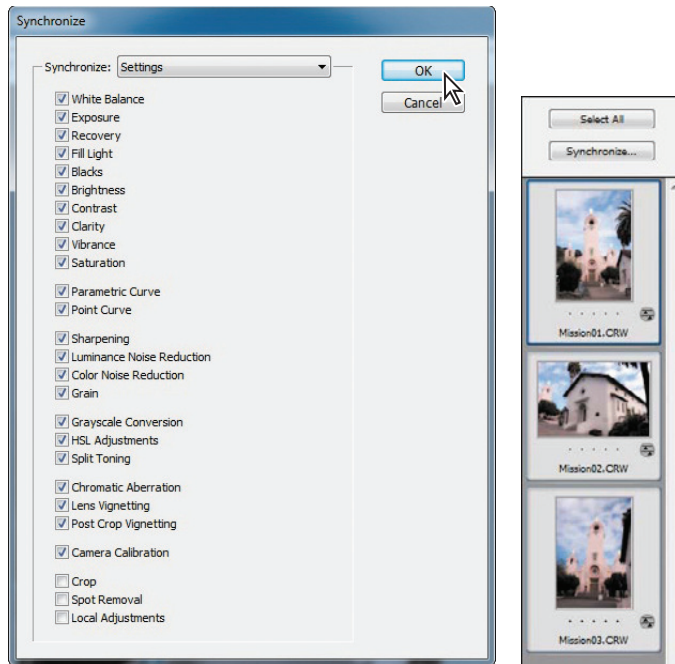 Synchronize
Synchronize: Settings
OK
Cancel
White Balance
Exposure
Recovery
Fill Light
Blacks
Brightness
Contrast
Clarity
Vibrance
Saturation
Parametric Curve
Point Curve
Sharpening
Luminance Noise Reduction
Color Noise Reduction
Grain
Grayscale Conversion
HSL Adjustments
Split Toning
Chromatic Aberration
Lens Vignetting
Post Crop Vignetting
Camera Calibration
Crop
Spot Removal
Local Adjustments
Select All
Synchronize...
Mission01.CRW
Mission02.CRW
Mission03.CRW